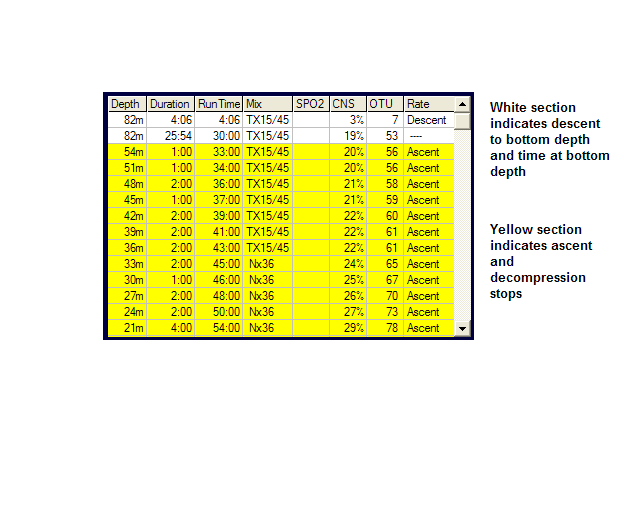 Depth Duration RunTime Mix SPO2 CNS OTU Rate
82m 4:06 4:06 TX15/45 3% 7 Descent
82m 25:54 30:00 TX15/45 19% 53 ----
54m 1:00 33:00 TX15/45 20% 56 Ascent
51m 1:00 34:00 TX15/45 20% 56 Ascent
48m 2:00 36:00 TX15/45 21% 58 Ascent
45m 1:00 37:00 TX15/45 21% 59 Ascent
42m 2:00 39:00 TX15/45 22% 60 Ascent
39m 2:00 41:00 TX15/45 22% 61 Ascent
36m 2:00 43:00 TX15/45 22% 61 Ascent
33m 2:00 45:00 Nx36 24% 65 Ascent
30m 1:00 46:00 Nx36 25% 67 Ascent
27m 2:00 48:00 Nx36 26% 70 Ascent
24m 2:00 50:00 Nx36 27% 73 Ascent
21m 4:00 54:00 Nx36 29% 78 Ascent
White section
indicates descent
to bottom depth
and time at bottom
depth
Yellow section
indicates ascent
and
decompression
stops